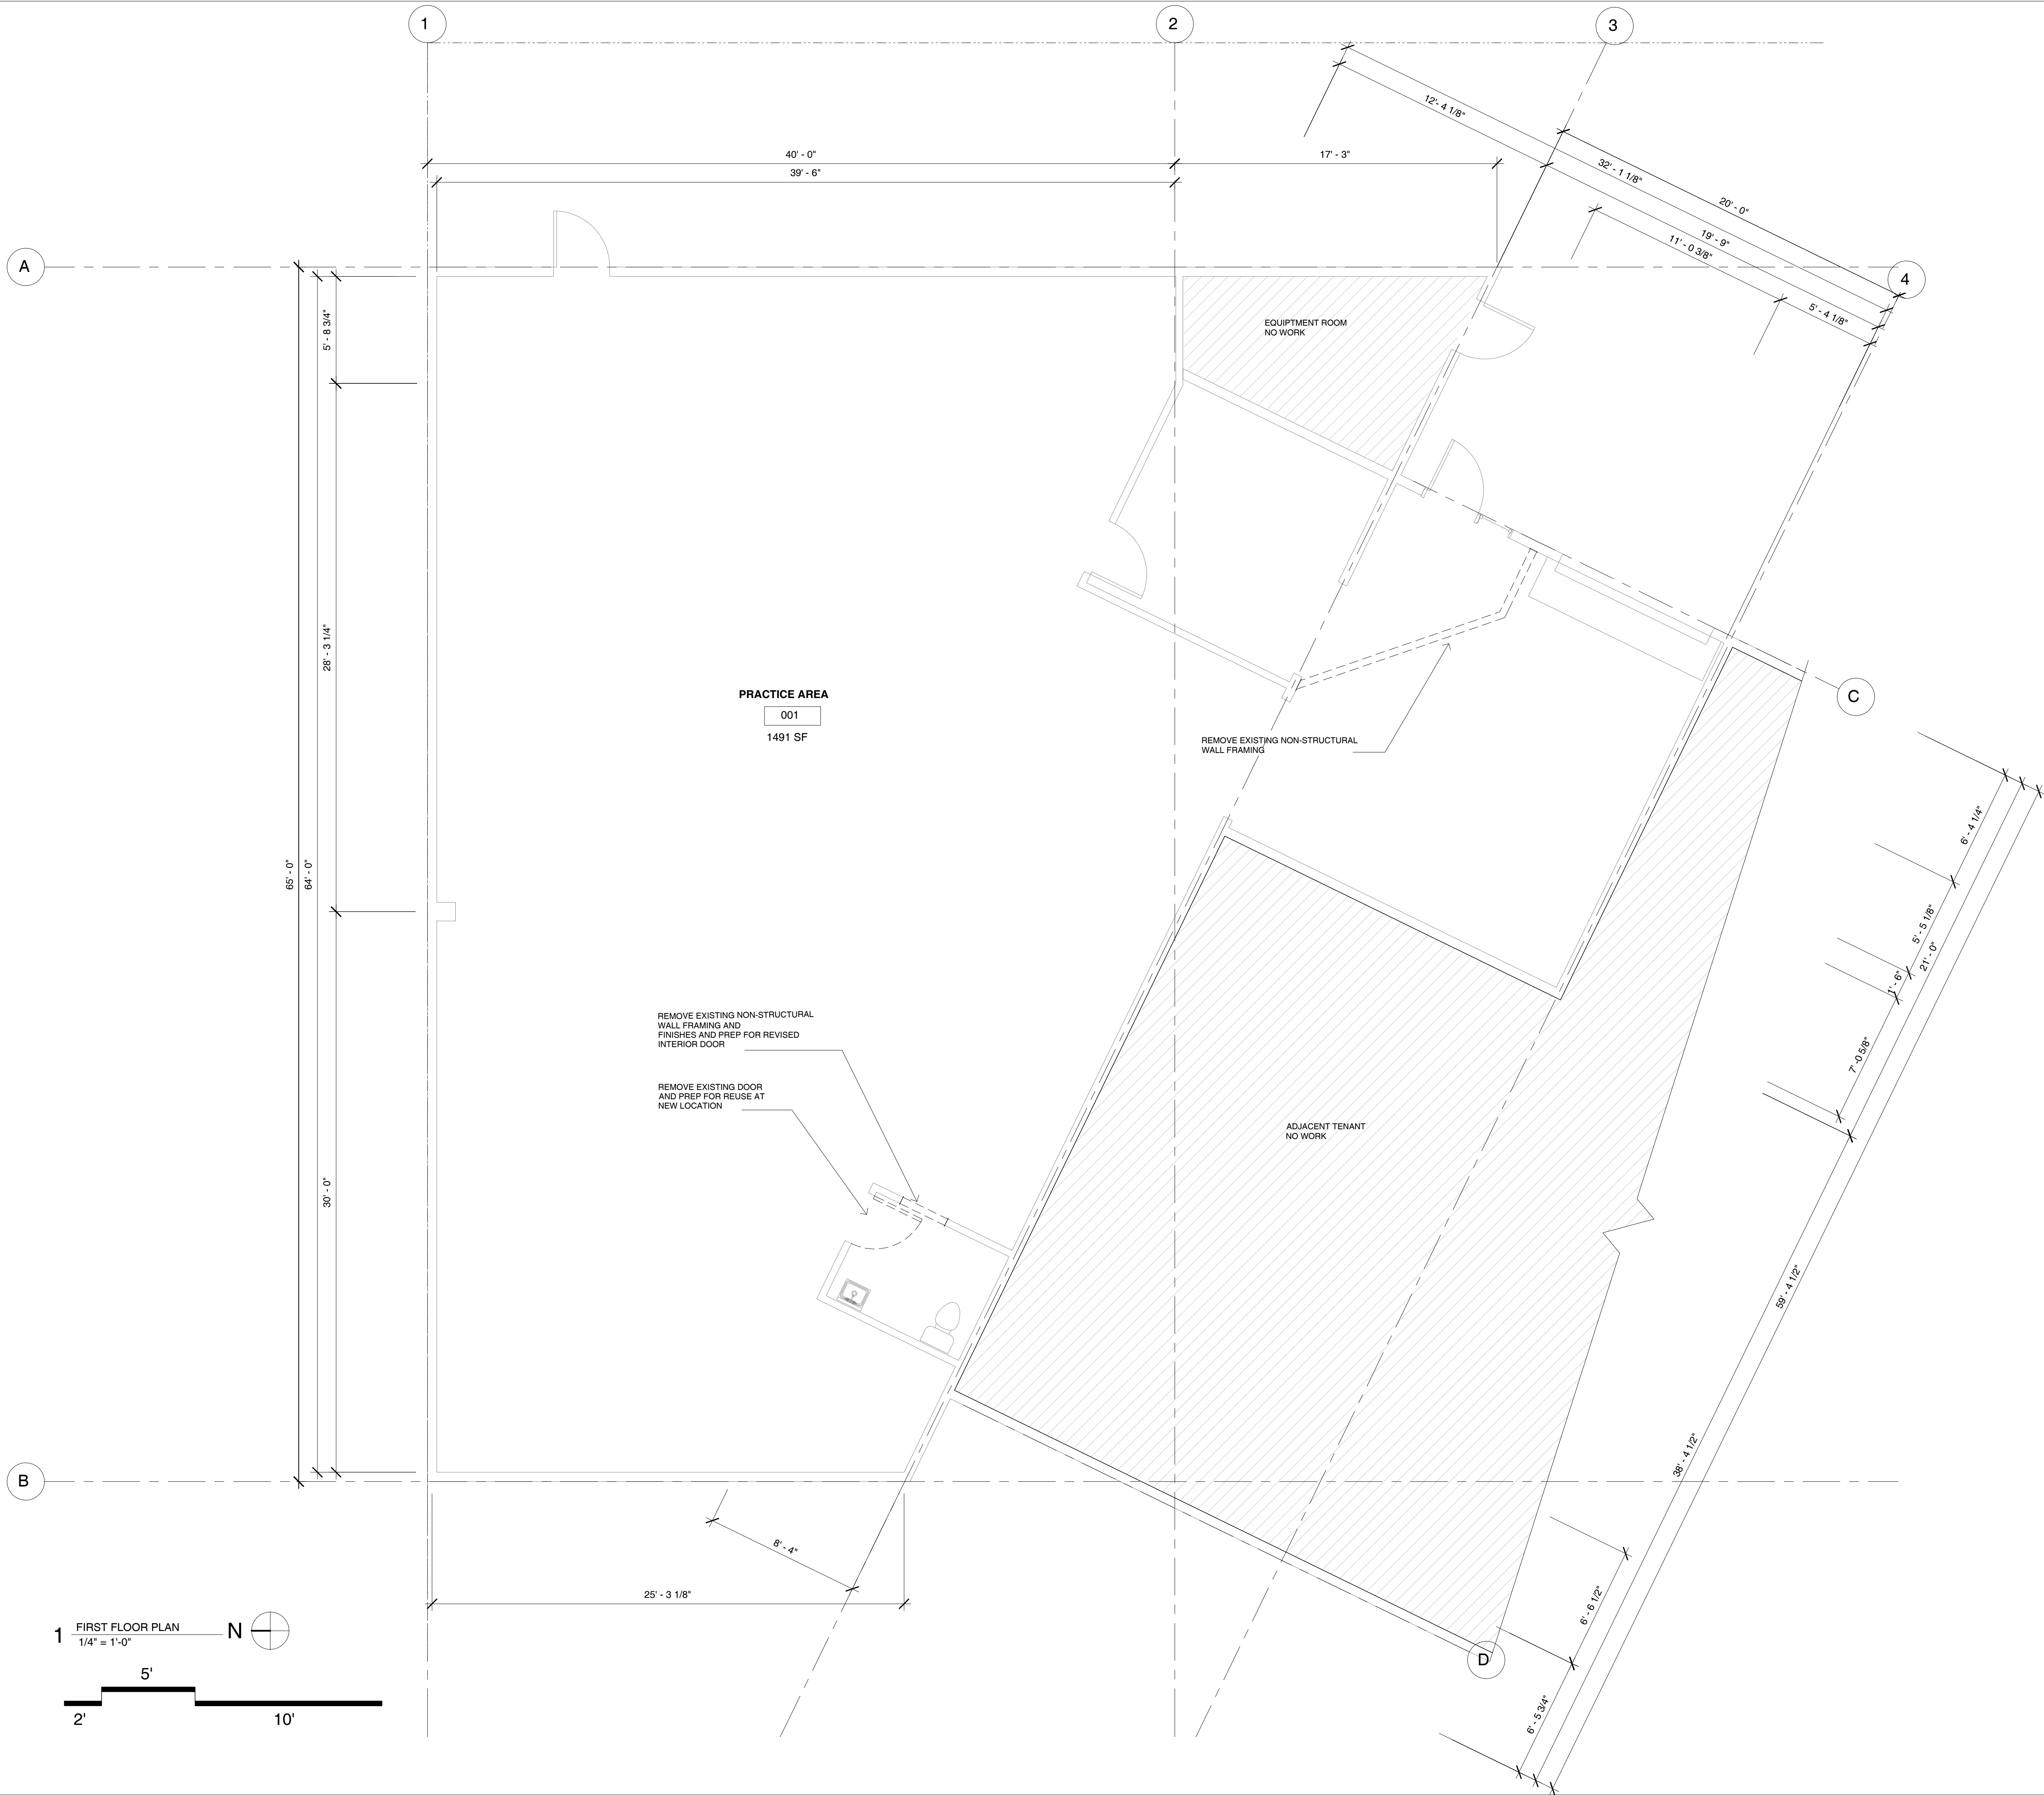 1
2
3
12'- 4 1/8"
40' - 0"
17' - 3"
39' - 6"
32' - 1 1/8"
20' - 0"
19' - 9"
11' - 0 3/8"
A
4
5' - 4 1/8"
5' - 8 3/4"
EQUIPTMENT ROOM
NO WORK
28' - 3 1/4"
PRACTICE AREA
001
1491 SF
C
REMOVE EXISTING NON-STRUCTURAL
WALL FRAMING
6' - 4 1/4"
65' - 0"
64' - 0"
5' - 5 1/8"
21' - 0"
1' - 6"
REMOVE EXISTING NON-STRUCTURAL
WALL FRAMING AND
FINISHES AND PREP FOR REVISED
INTERIOR DOOR
7' -0 5/8"
REMOVE EXISTING DOOR
AND PREP FOR REUSE AT
NEW LOCATION
ADJACENT TENANT
NO WORK
30' - 0"
59' - 4 1/2"
38' - 4 1/2"
B
8' - 4"
25' - 3 1/8"
6' - 6 1/2"
1
FIRST FLOOR PLAN
1/4" = 1'-0"
N
D
5'
2'
10'
6' - 5 3/4"